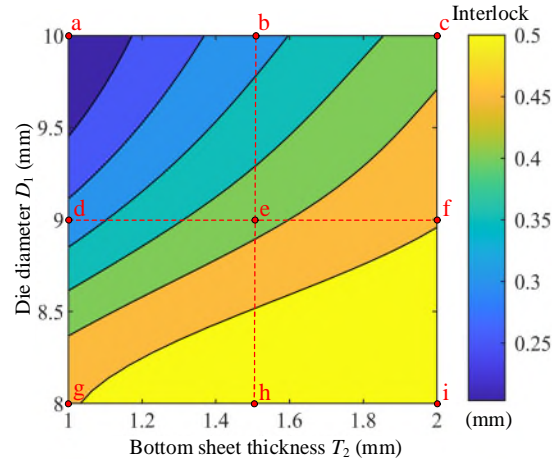 Interlock
a
b
c
10
9.5
9
8.5
8
Die diameter D₁ (mm)
d
e
f
g
h
i
1
1.2
1.4
1.6
1.8
2
Bottom sheet thickness T₂ (mm)
0.5
0.45
0.4
0.35
0.3
0.25
(mm)